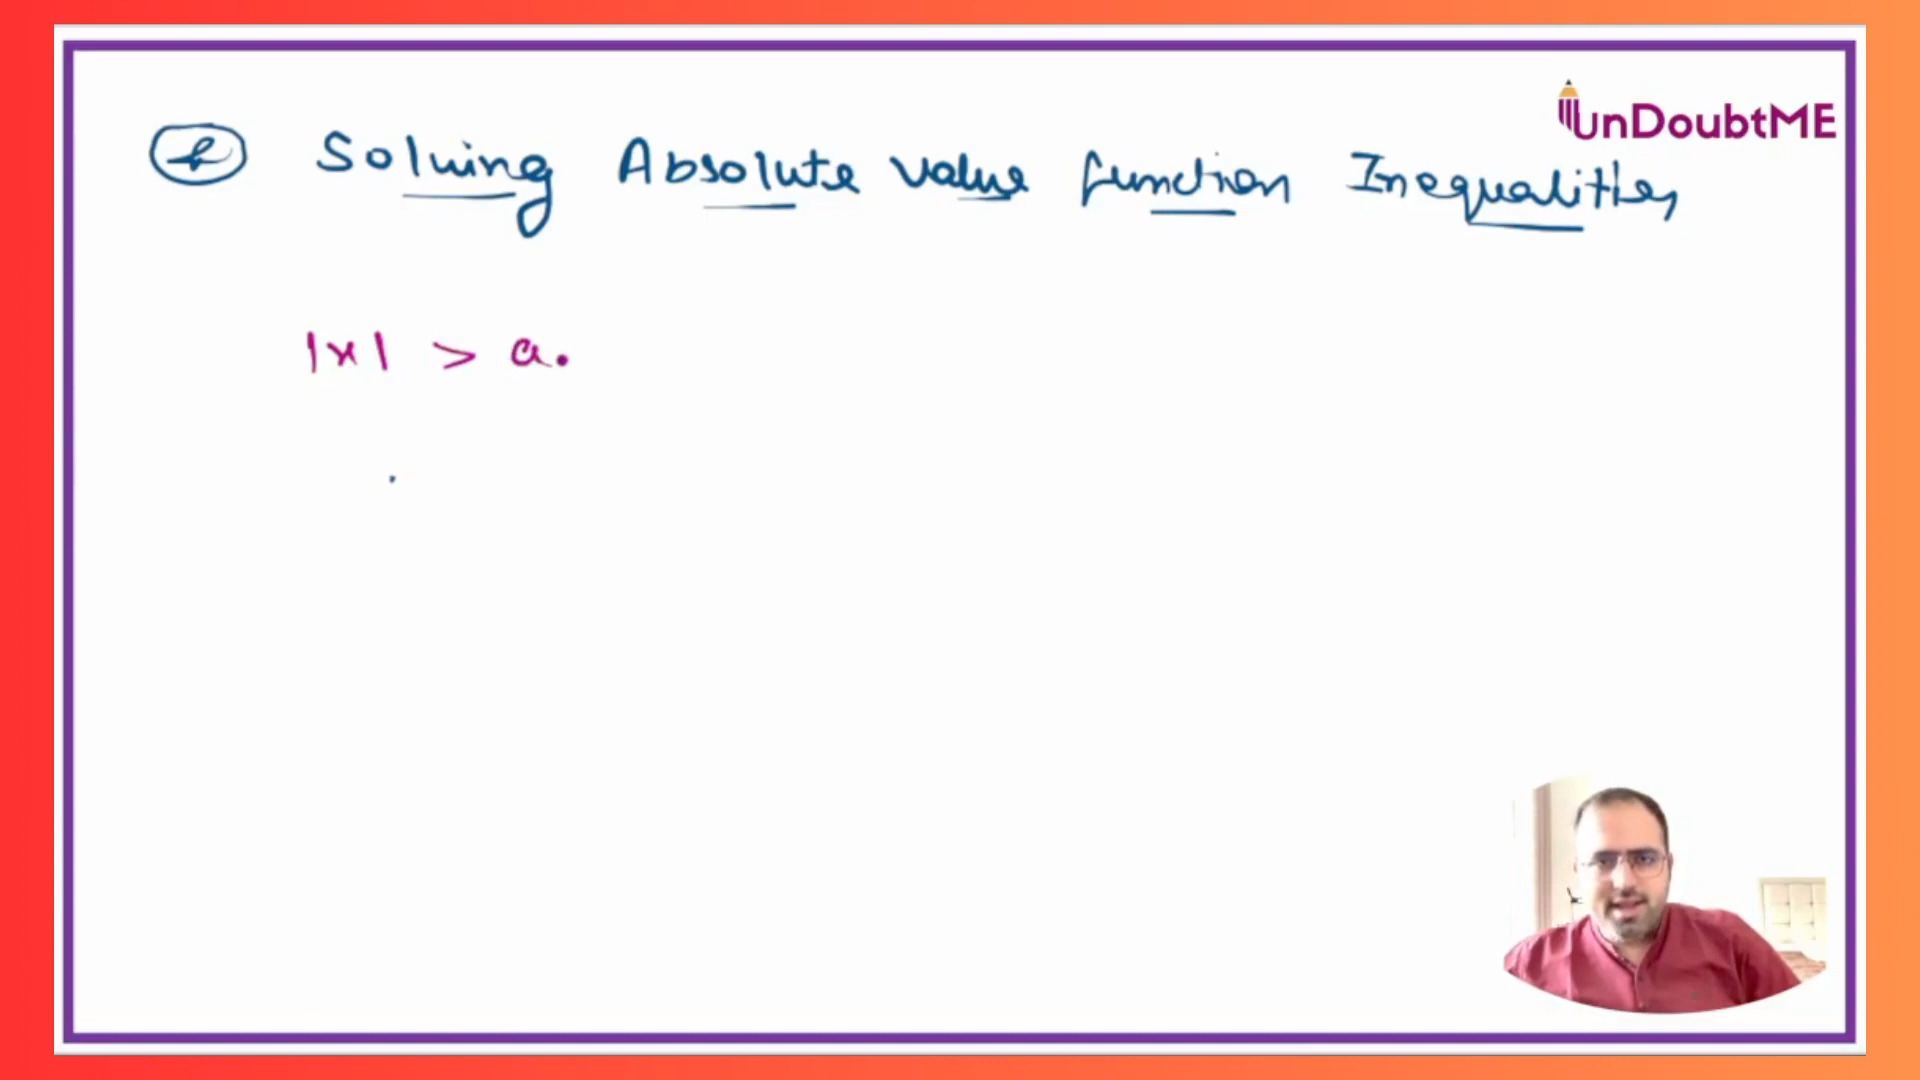 UnDoubtME
Solving Absolute value function Inequalities
|x| > a.